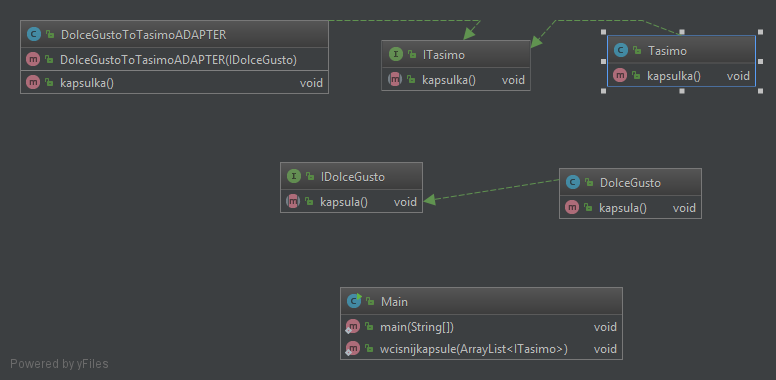 DolceGustoToTasimoADAPTER
DolceGustoToTasimoADAPTER(IDolceGusto)
kapsulka() void
ITasimo
kapsulka() void
Tasimo
kapsulka() void
IDolceGusto
kapsula() void
DolceGusto
kapsula() void
Main
main(String[]) void
wcisnijkapsule(ArrayList<ITasimo>) void
Powered by yFiles